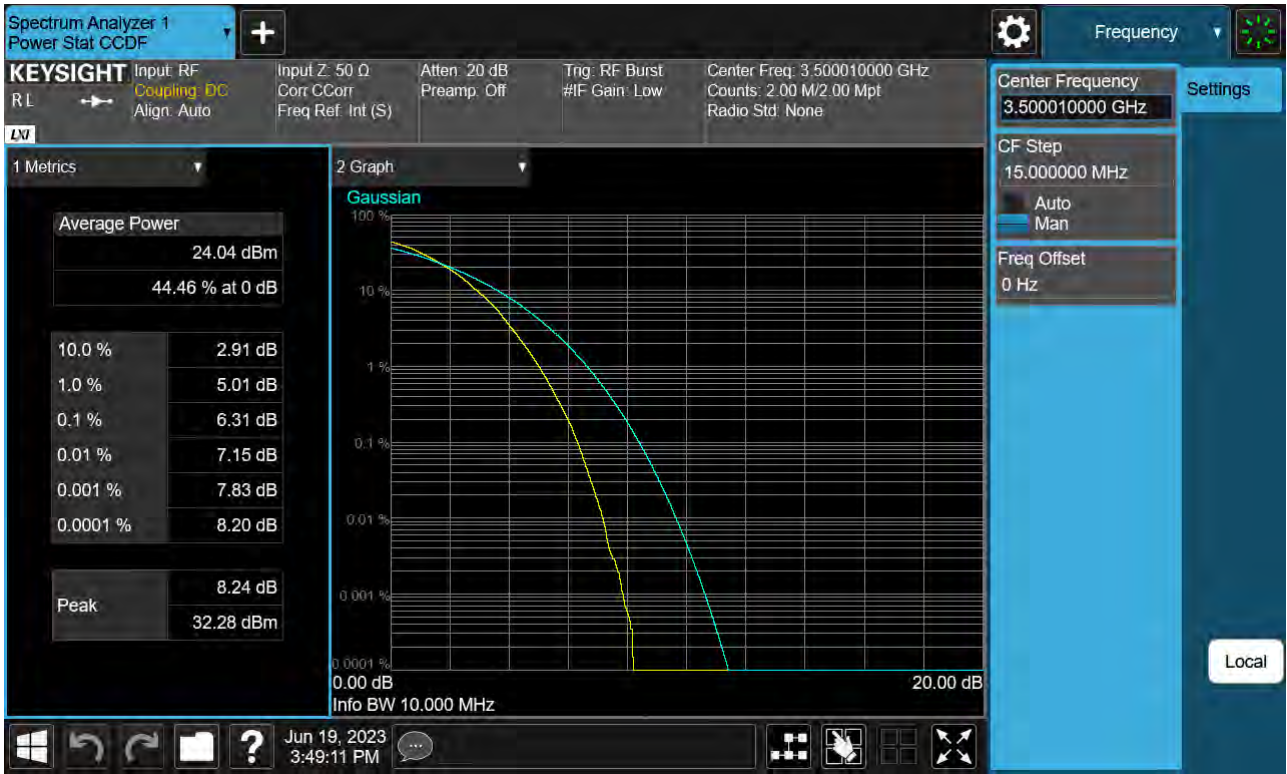 Spectrum Analyzer 1
Power Stat CCDF
Frequency
KEYSIGHT
RL
LXI
Input: RF
Coupling: DC
Align: Auto
Input Z: 50 Ω
Corr CCorr
Freq Ref: Int (S)
Atten: 20 dB
Preamp: Off
Trig: RF Burst
#IF Gain: Low
Center Freq: 3.500010000 GHz
Counts: 2.00 M/2.00 Mpt
Radio Std: None
Center Frequency
3.500010000 GHz
Settings
CF Step
15.000000 MHz
Auto
Man
Freq Offset
0 Hz
1 Metrics
Average Power
24.04 dBm
44.46 % at 0 dB
10.0 % 2.91 dB
1.0 % 5.01 dB
0.1 % 6.31 dB
0.01 % 7.15 dB
0.001 % 7.83 dB
0.0001 % 8.20 dB
Peak
8.24 dB
32.28 dBm
2 Graph
Gaussian
100 %
10 %
1 %
0.1 %
0.01 %
0.001 %
0.0001 %
0.00 dB 20.00 dB
Info BW 10.000 MHz
Local
?
Jun 19, 2023
3:49:11 PM